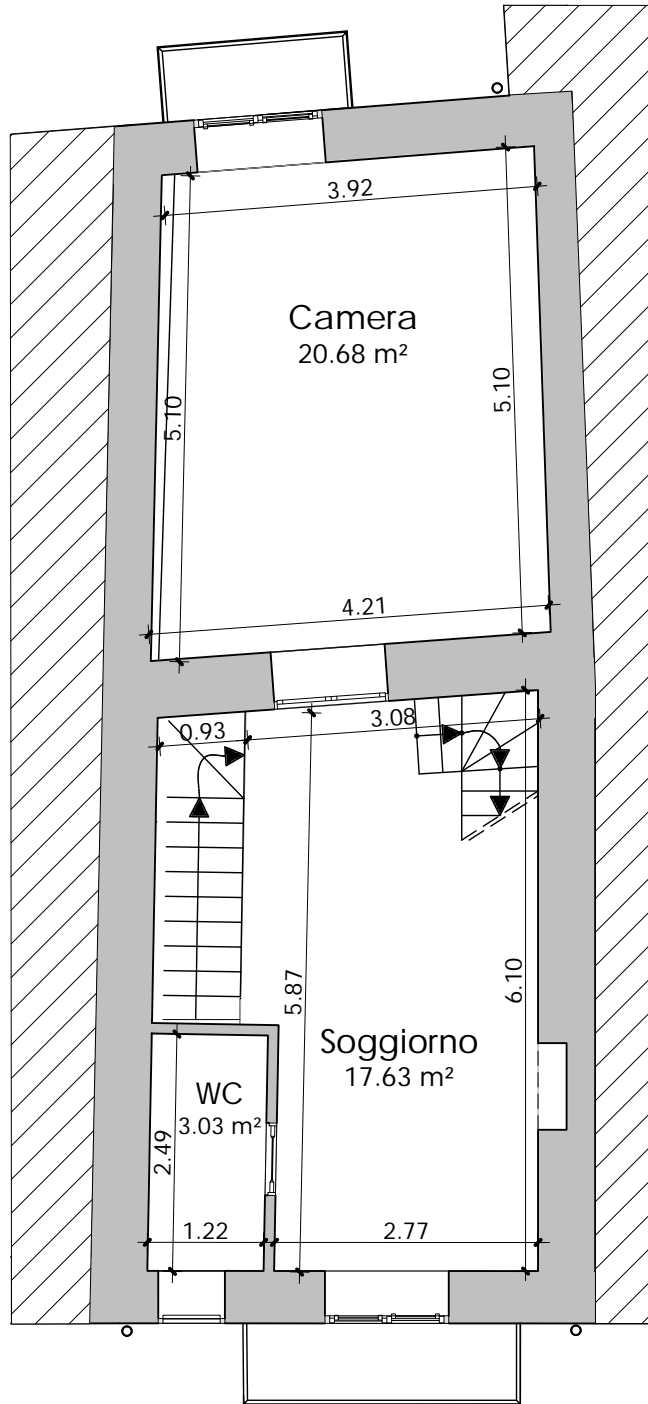 3.92
Camera
20.68 m²
5.10
5.10
4.21
0.93
3.08
5.87
6.10
Soggiorno
17.63 m²
WC
3.03 m²
2.49
1.22
2.77